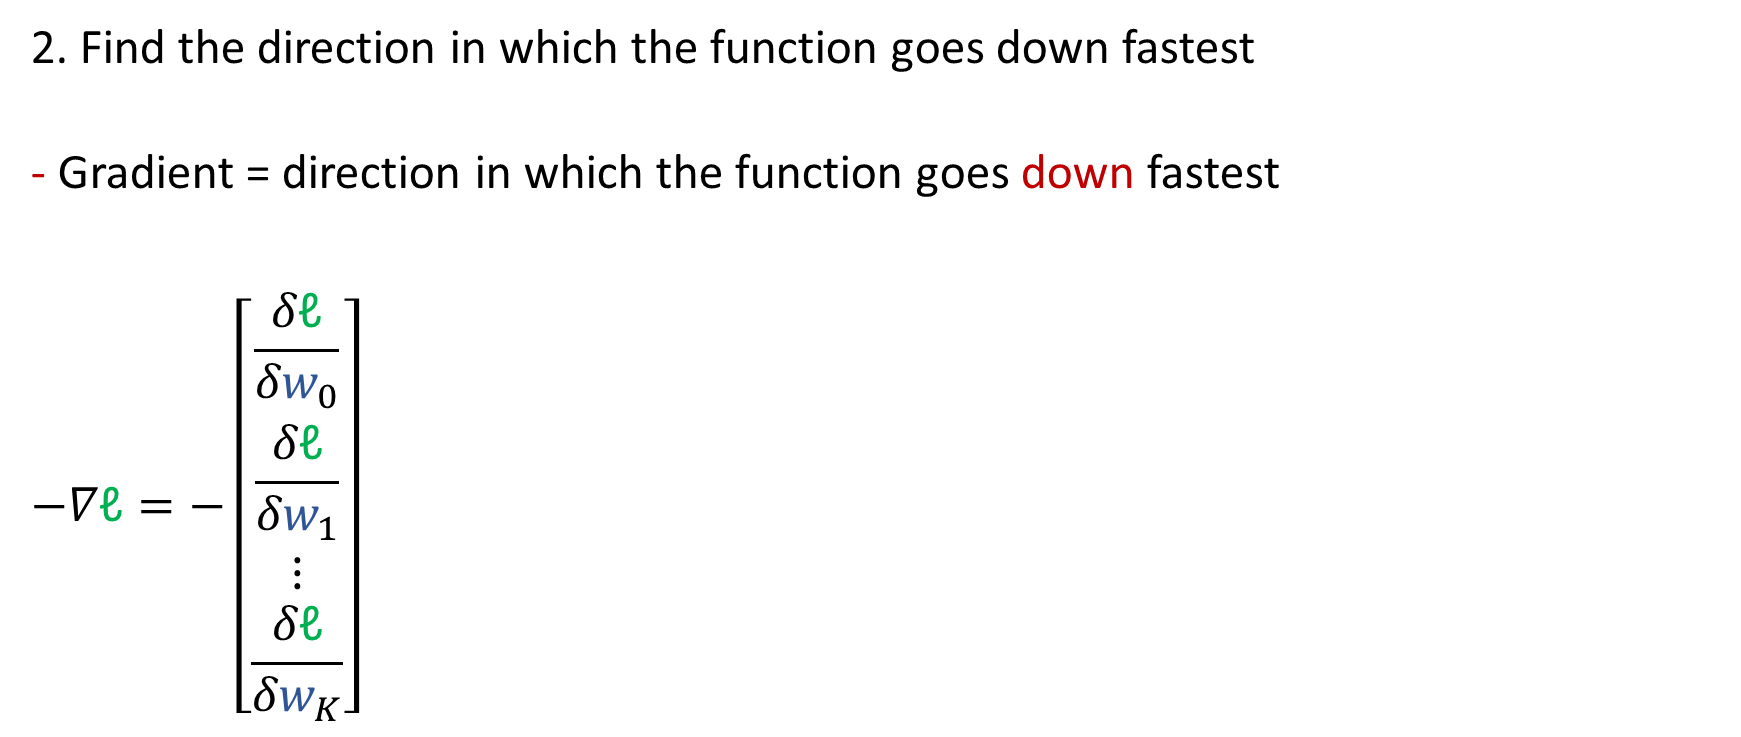 2. Find the direction in which the function goes down fastest
- Gradient = direction in which the function goes down fastest
δℓ
δw₀
δℓ
−∇ℓ = − δw₁
⋮
δℓ
δw_K